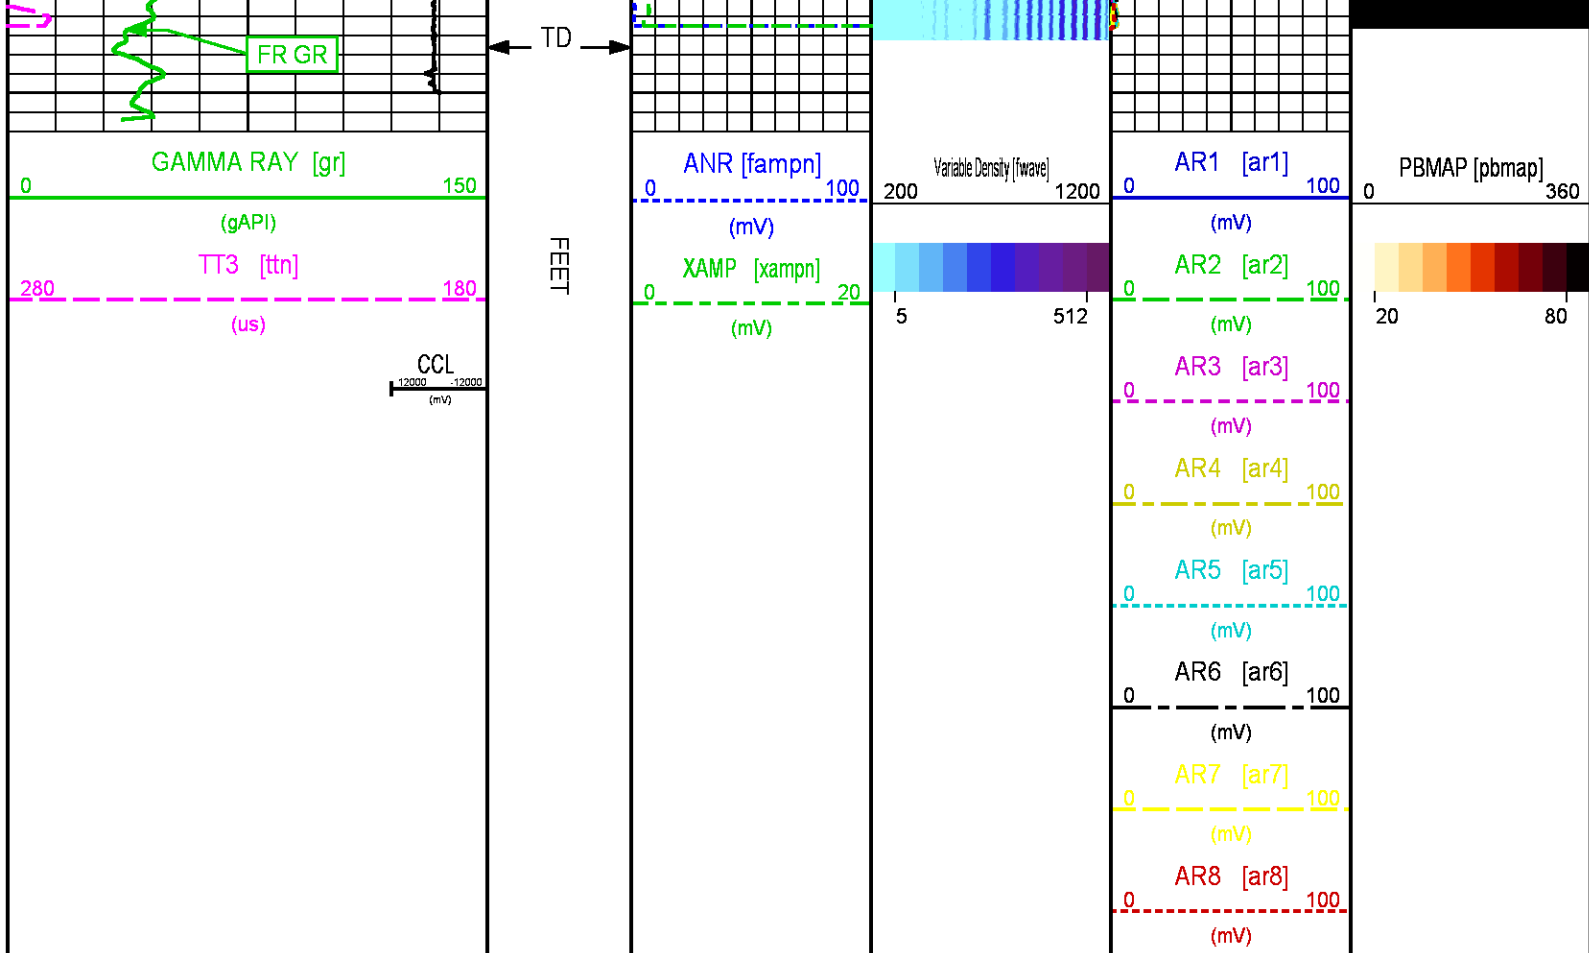 FR GR
TD
GAMMA RAY [gr]
0 150
(gAPI)
TT3 [ttn]
280 180
(us)
CCL
12000 -12000
(mV)
FEET
ANR [fampn]
0 100
(mV)
XAMP [xampn]
0 20
(mV)
Variable Density [fwave]
200 1200
5 512
AR1 [ar1]
0 100
(mV)
AR2 [ar2]
0 100
(mV)
AR3 [ar3]
0 100
(mV)
AR4 [ar4]
0 100
(mV)
AR5 [ar5]
0 100
(mV)
AR6 [ar6]
0 100
(mV)
AR7 [ar7]
0 100
(mV)
AR8 [ar8]
0 100
(mV)
PBMAP [pbmap]
0 360
20 80